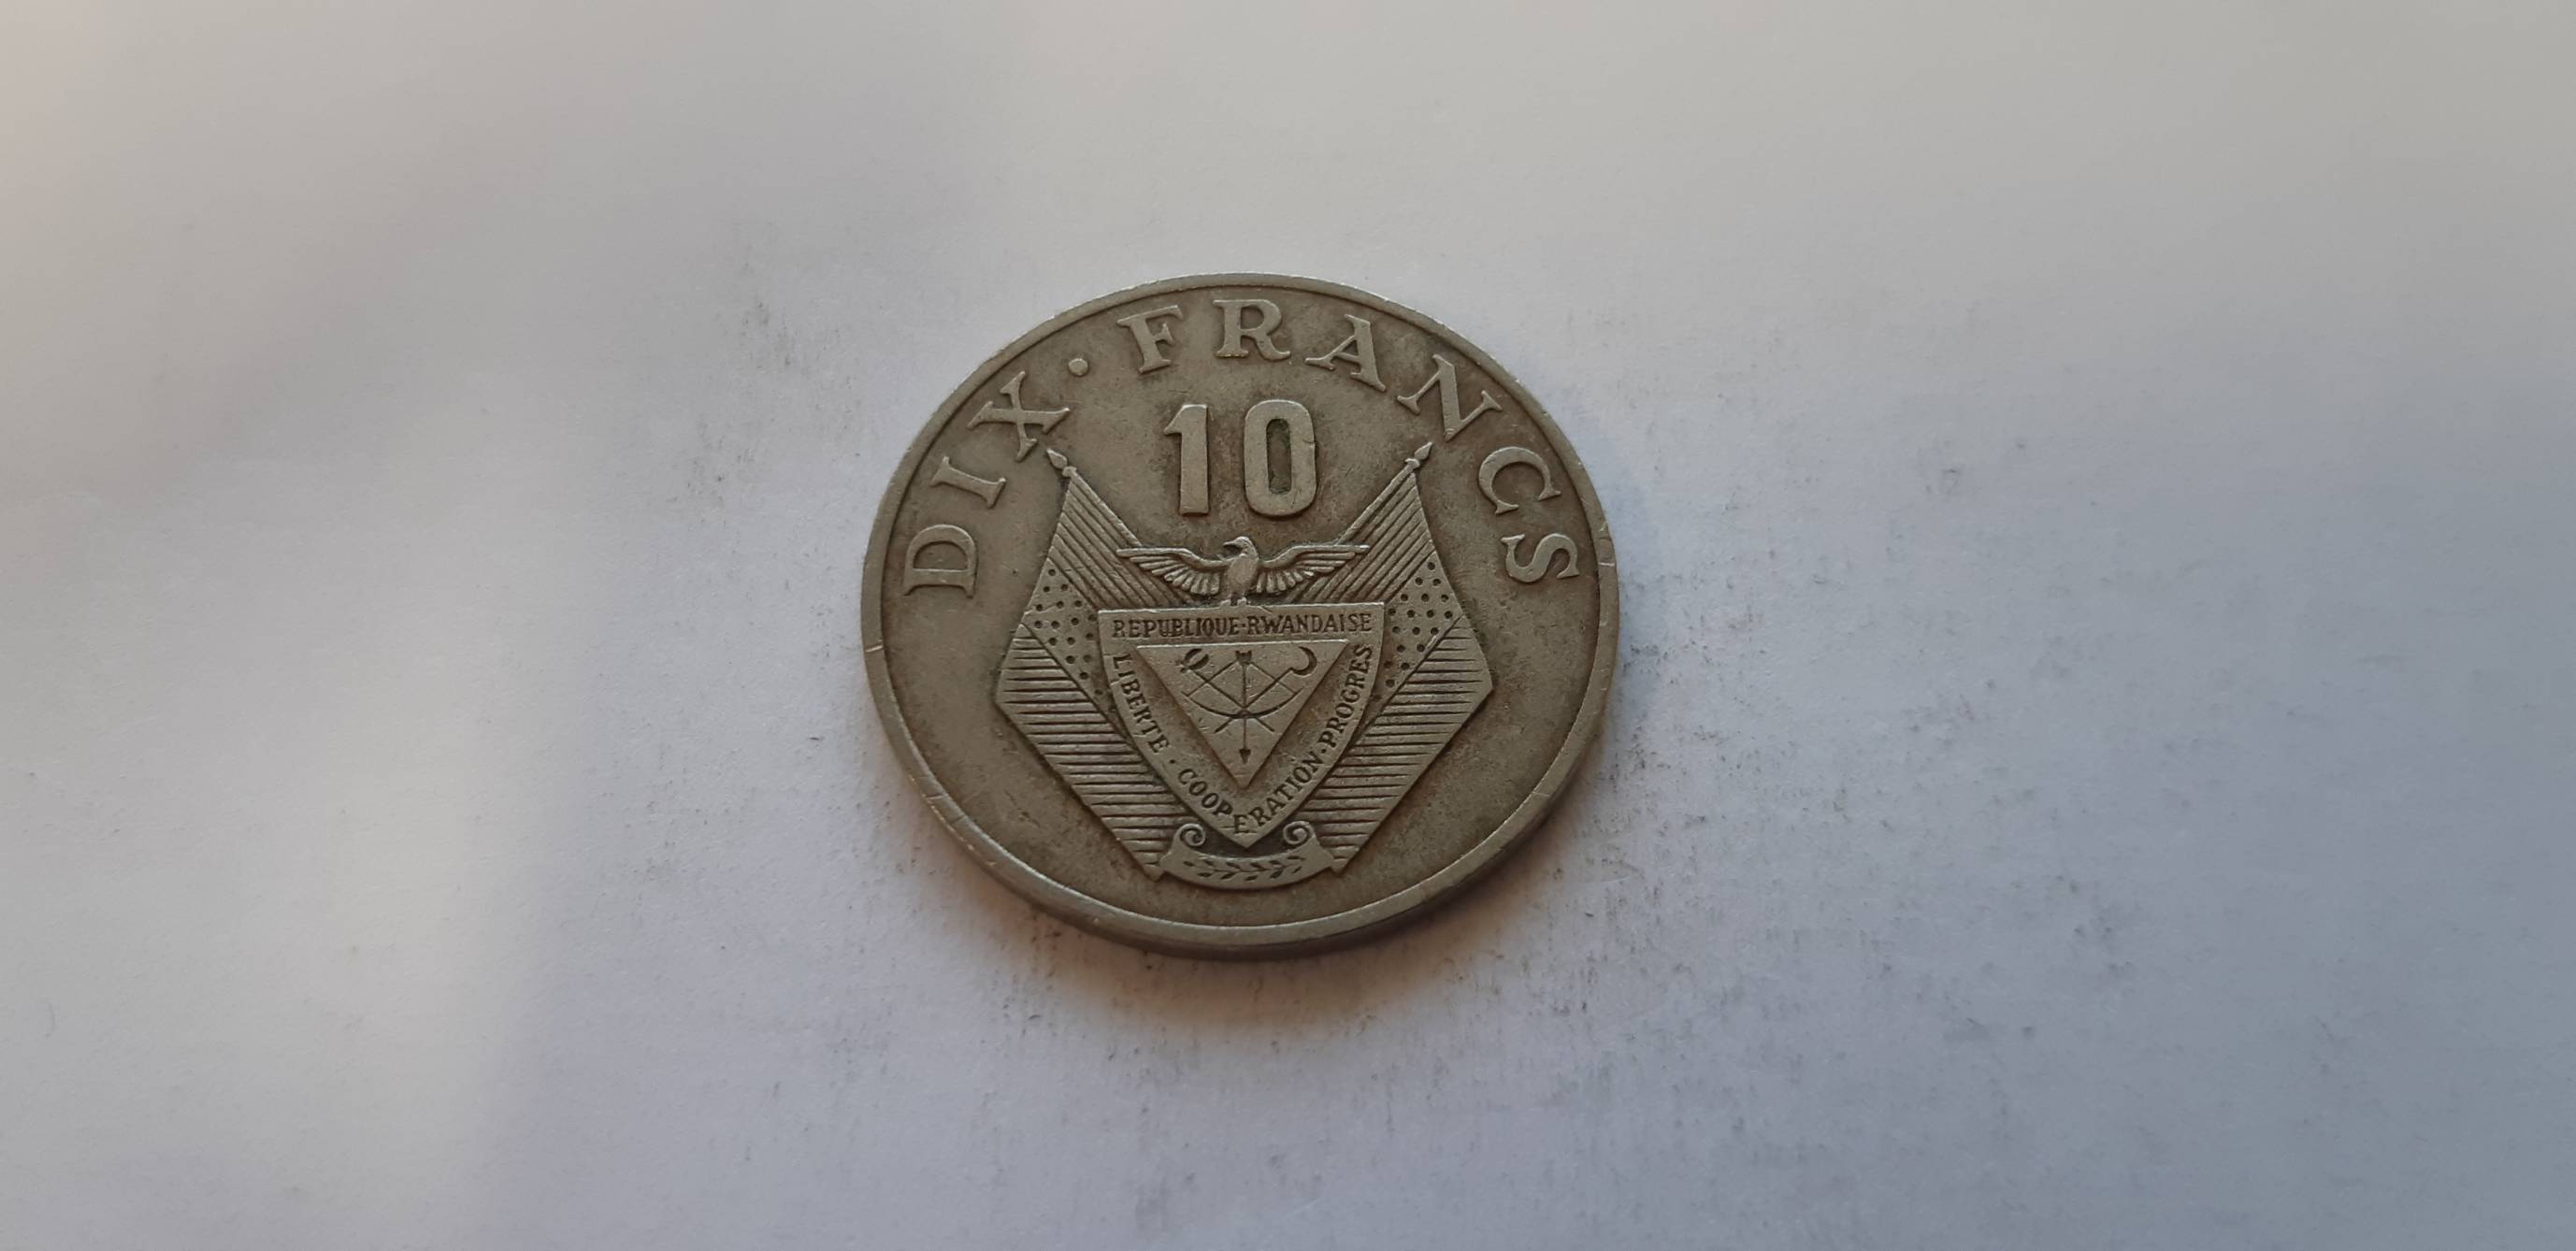 DIX · FRANCS
10
REPUBLIQUE·RWANDAISE
LIBERTE · COOPERATION · PROGRES